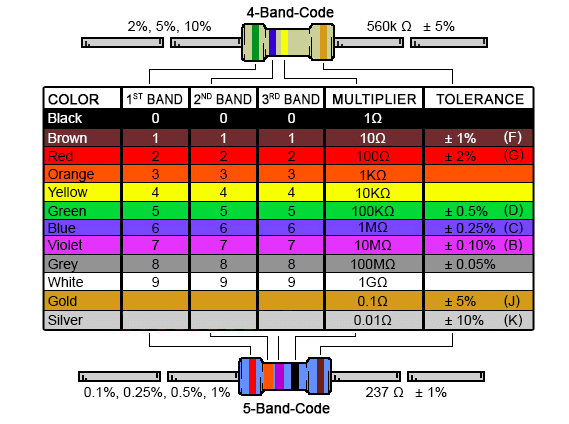 4-Band-Code
2%, 5%, 10%
560k Ω ± 5%
COLOR 1ST BAND 2ND BAND 3RD BAND MULTIPLIER TOLERANCE
Black 0 0 0 1Ω
Brown 1 1 1 10Ω ± 1% (F)
Red 2 2 2 100Ω ± 2% (G)
Orange 3 3 3 1KΩ
Yellow 4 4 4 10KΩ
Green 5 5 5 100KΩ ± 0.5% (D)
Blue 6 6 6 1MΩ ± 0.25% (C)
Violet 7 7 7 10MΩ ± 0.10% (B)
Grey 8 8 8 100MΩ ± 0.05%
White 9 9 9 1GΩ
Gold 0.1Ω ± 5% (J)
Silver 0.01Ω ± 10% (K)
0.1%, 0.25%, 0.5%, 1%
237 Ω ± 1%
5-Band-Code